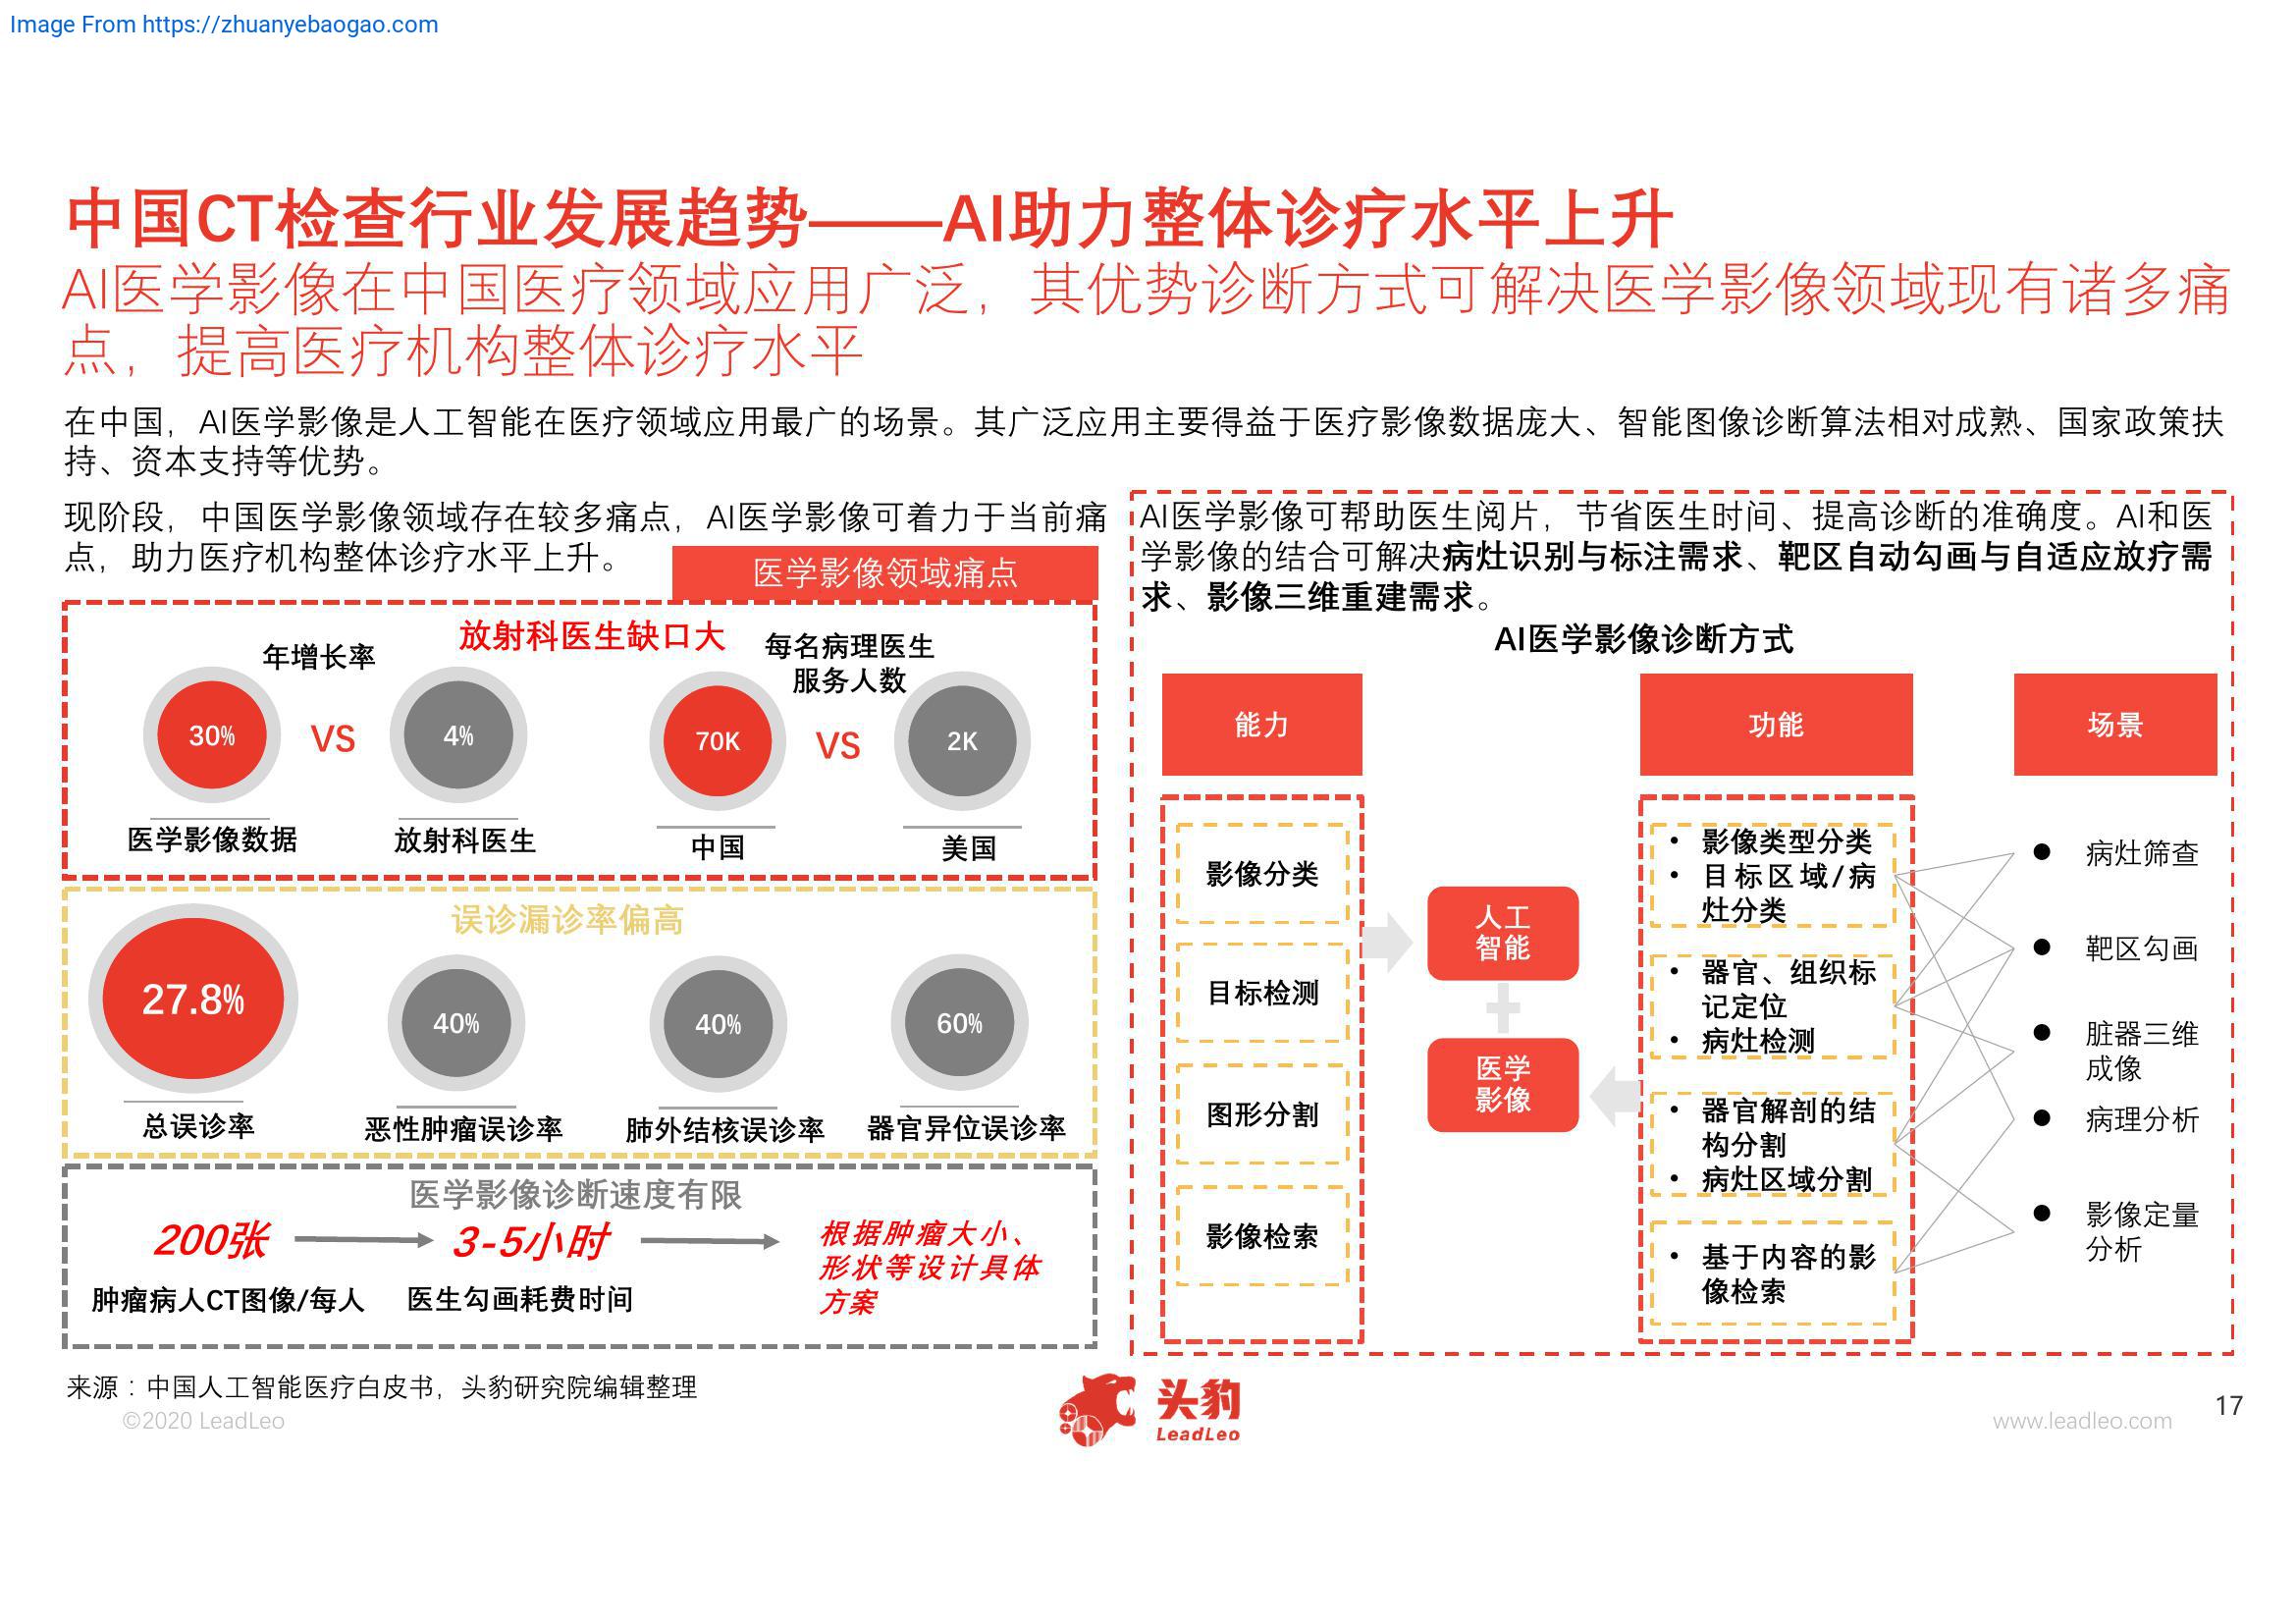 Image From https://zhuanyebaogao.com
中国CT检查行业发展趋势——AI助力整体诊疗水平上升
AI医学影像在中国医疗领域应用广泛，其优势诊断方式可解决医学影像领域现有诸多痛
点，提高医疗机构整体诊疗水平
在中国，AI医学影像是人工智能在医疗领域应用最广的场景。其广泛应用主要得益于医疗影像数据庞大、智能图像诊断算法相对成熟、国家政策扶
持、资本支持等优势。
现阶段，中国医学影像领域存在较多痛点，AI医学影像可着力于当前痛
点，助力医疗机构整体诊疗水平上升。
医学影像领域痛点
放射科医生缺口大
年增长率
30%
VS
4%
医学影像数据
放射科医生
每名病理医生
服务人数
70K
VS
2K
中国
美国
误诊漏诊率偏高
27.8%
40%
40%
60%
总误诊率
恶性肿瘤误诊率
肺外结核误诊率
器官异位误诊率
医学影像诊断速度有限
200张
3-5小时
根据肿瘤大小、
形状等设计具体
方案
肿瘤病人CT图像/每人
医生勾画耗费时间
AI医学影像可帮助医生阅片，节省医生时间、提高诊断的准确度。AI和医
学影像的结合可解决病灶识别与标注需求、靶区自动勾画与自适应放疗需
求、影像三维重建需求。
AI医学影像诊断方式
能力
功能
场景
影像分类
目标检测
图形分割
影像检索
人工
智能
医学
影像
• 影像类型分类
• 目标区域/病
灶分类
• 器官、组织标
记定位
• 病灶检测
• 器官解剖的结
构分割
• 病灶区域分割
• 基于内容的影
像检索
● 病灶筛查
● 靶区勾画
● 脏器三维
成像
● 病理分析
● 影像定量
分析
来源：中国人工智能医疗白皮书，头豹研究院编辑整理
©2020 LeadLeo
头豹
LeadLeo
www.leadleo.com
17